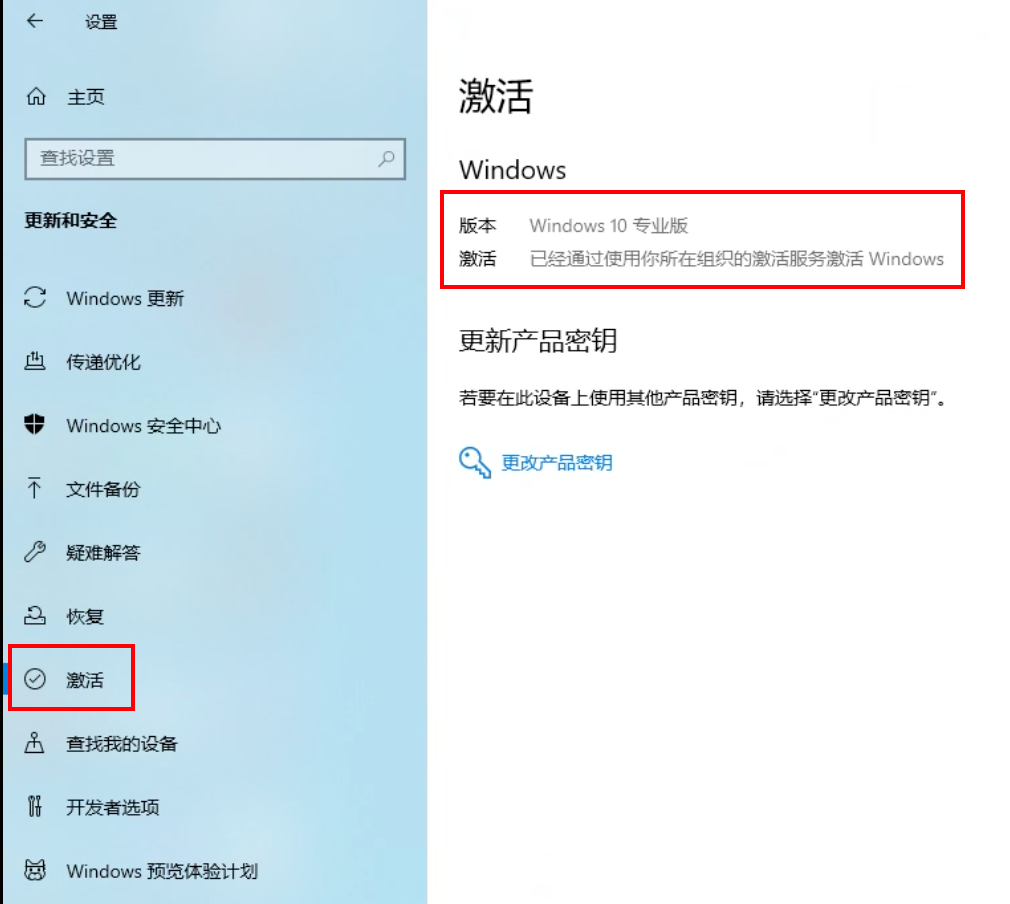 设置
主页
查找设置
更新和安全
Windows 更新
传递优化
Windows 安全中心
文件备份
疑难解答
恢复
激活
查找我的设备
开发者选项
Windows 预览体验计划
激活
Windows
版本 Windows 10 专业版
激活 已经通过使用你所在组织的激活服务激活 Windows
更新产品密钥
若要在此设备上使用其他产品密钥，请选择“更改产品密钥”。
更改产品密钥